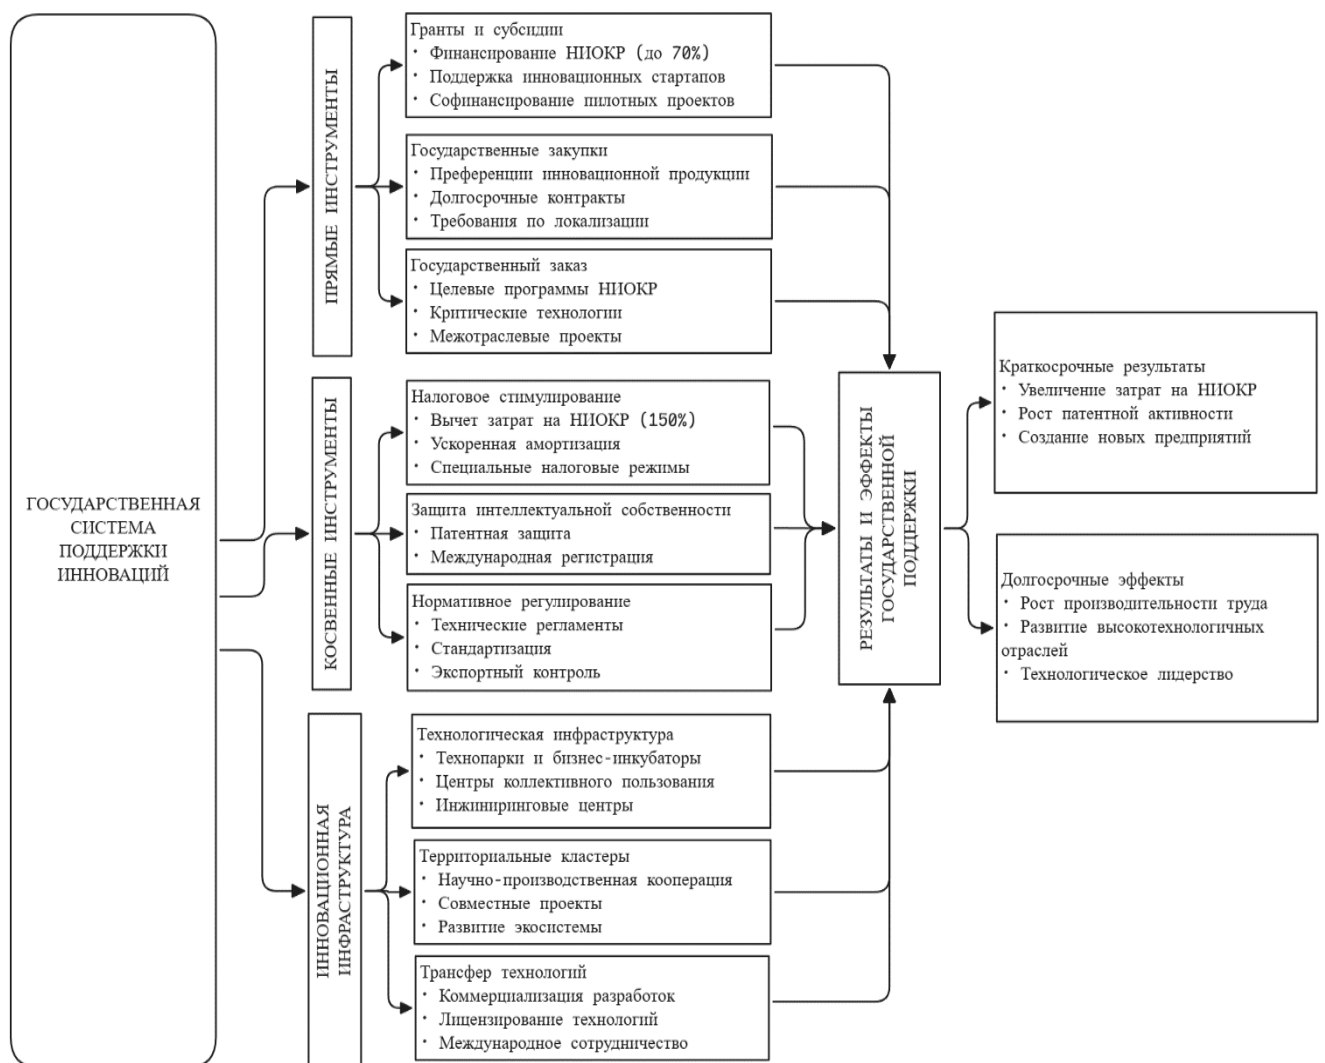 ГОСУДАРСТВЕННАЯ
СИСТЕМА
ПОДДЕРЖКИ
ИННОВАЦИЙ
ПРЯМЫЕ ИНСТРУМЕНТЫ
Гранты и субсидии
· Финансирование НИОКР (до 70%)
· Поддержка инновационных стартапов
· Софинансирование пилотных проектов
Государственные закупки
· Преференции инновационной продукции
· Долгосрочные контракты
· Требования по локализации
Государственный заказ
· Целевые программы НИОКР
· Критические технологии
· Межотраслевые проекты
КОСВЕННЫЕ ИНСТРУМЕНТЫ
Налоговое стимулирование
· Вычет затрат на НИОКР (150%)
· Ускоренная амортизация
· Специальные налоговые режимы
Защита интеллектуальной собственности
· Патентная защита
· Международная регистрация
Нормативное регулирование
· Технические регламенты
· Стандартизация
· Экспортный контроль
ИННОВАЦИОННАЯ
ИНФРАСТРУКТУРА
Технологическая инфраструктура
· Технопарки и бизнес-инкубаторы
· Центры коллективного пользования
· Инжиниринговые центры
Территориальные кластеры
· Научно-производственная кооперация
· Совместные проекты
· Развитие экосистемы
Трансфер технологий
· Коммерциализация разработок
· Лицензирование технологий
· Международное сотрудничество
РЕЗУЛЬТАТЫ И ЭФФЕКТЫ
ГОСУДАРСТВЕННОЙ
ПОДДЕРЖКИ
Краткосрочные результаты
· Увеличение затрат на НИОКР
· Рост патентной активности
· Создание новых предприятий
Долгосрочные эффекты
· Рост производительности труда
· Развитие высокотехнологичных
отраслей
· Технологическое лидерство